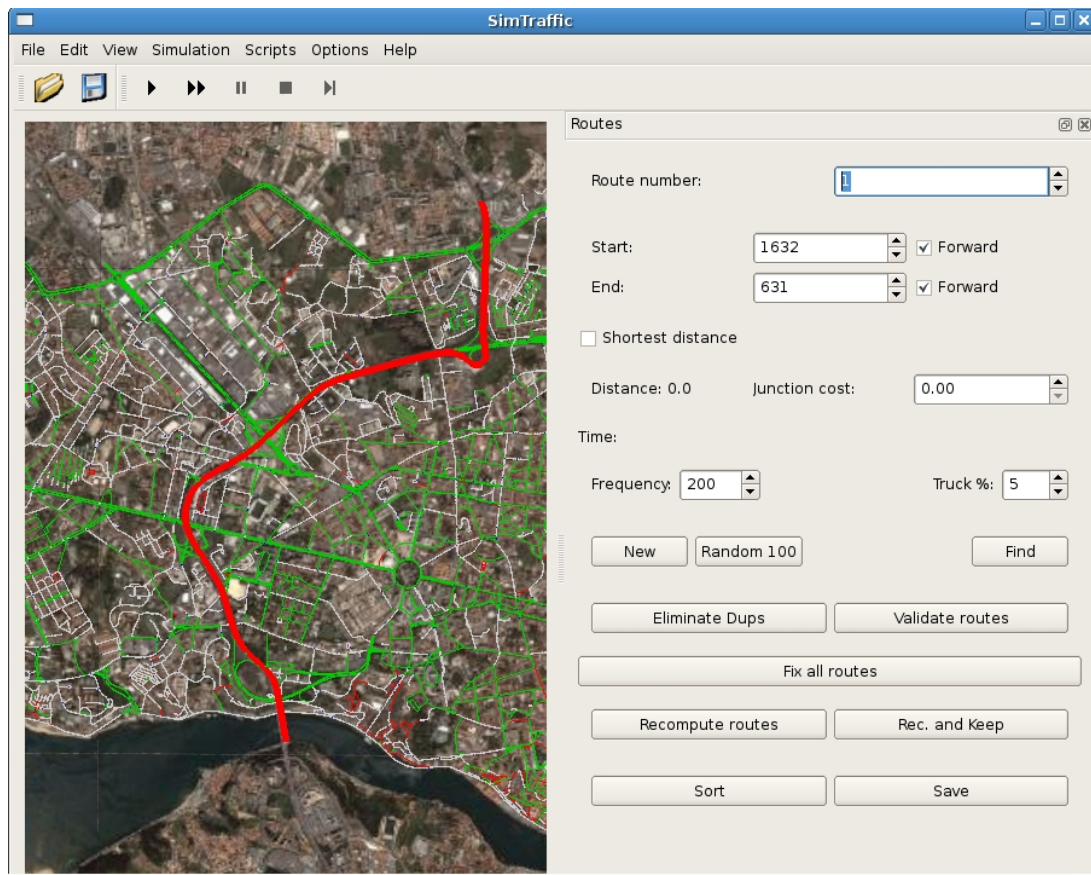 SimTraffic
File Edit View Simulation Scripts Options Help
Routes
Route number: 1
Start: 1632 Forward
End: 631 Forward
Shortest distance
Distance: 0.0 Junction cost: 0.00
Time:
Frequency: 200 Truck %: 5
New Random 100 Find
Eliminate Dups Validate routes
Fix all routes
Recompute routes Rec. and Keep
Sort Save